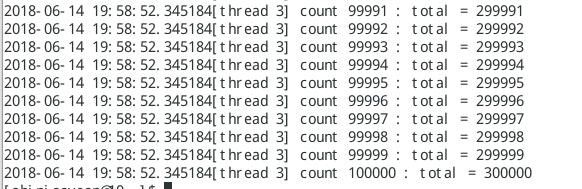 2018-06-14 19:58:52.345184[thread 3] count 99991 : total = 299991
2018-06-14 19:58:52.345184[thread 3] count 99992 : total = 299992
2018-06-14 19:58:52.345184[thread 3] count 99993 : total = 299993
2018-06-14 19:58:52.345184[thread 3] count 99994 : total = 299994
2018-06-14 19:58:52.345184[thread 3] count 99995 : total = 299995
2018-06-14 19:58:52.345184[thread 3] count 99996 : total = 299996
2018-06-14 19:58:52.345184[thread 3] count 99997 : total = 299997
2018-06-14 19:58:52.345184[thread 3] count 99998 : total = 299998
2018-06-14 19:58:52.345184[thread 3] count 99999 : total = 299999
2018-06-14 19:58:52.345184[thread 3] count 100000 : total = 300000